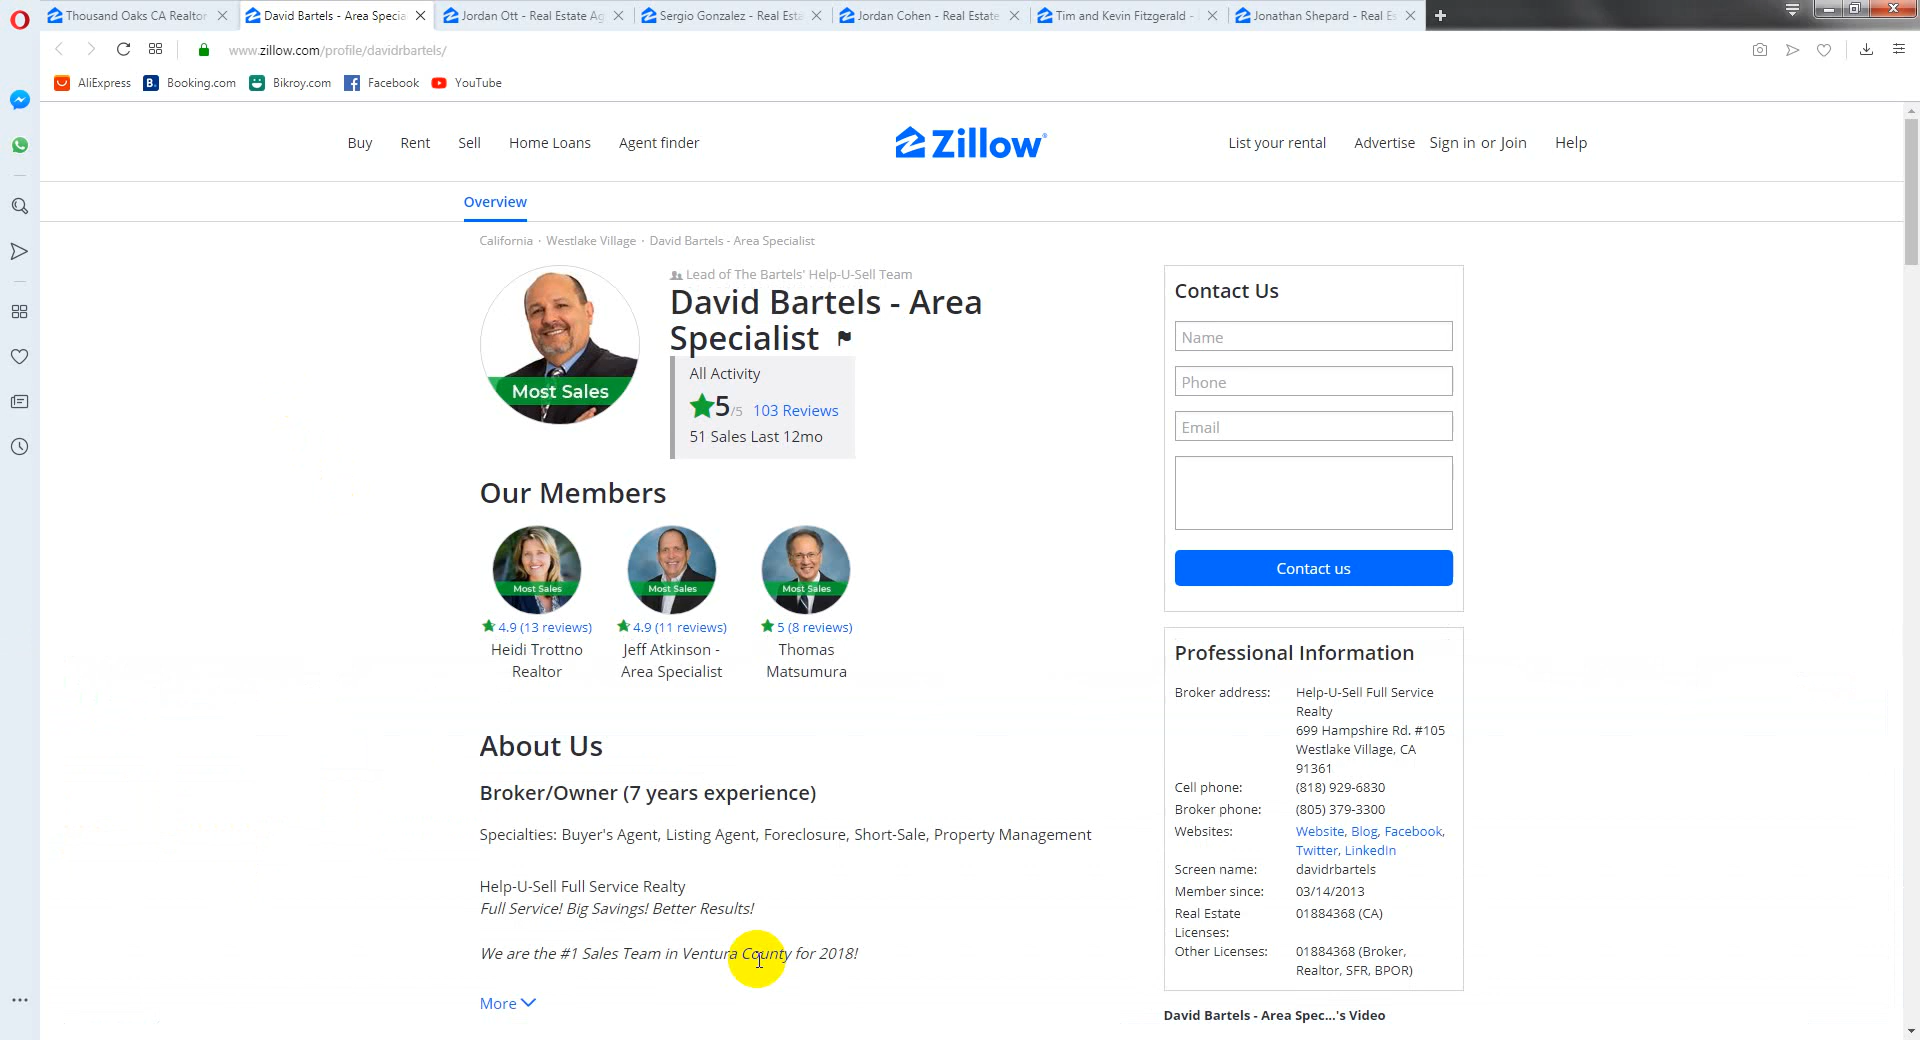 Thousand Oaks CA Realtor
David Bartels - Area Specia
Jordan Ott - Real Estate Ag
Sergio Gonzalez - Real Esta
Jordan Cohen - Real Estate
Tim and Kevin Fitzgerald -
Jonathan Shepard - Real Es
www.zillow.com/profile/davidrbartels/
AliExpress
B. Booking.com
Bikroy.com
Facebook
YouTube
Buy Rent Sell Home Loans Agent finder
Zillow
List your rental Advertise Sign in or Join Help
Overview
California · Westlake Village · David Bartels - Area Specialist
Most Sales
Lead of The Bartels' Help-U-Sell Team
David Bartels - Area
Specialist
All Activity
5/5 103 Reviews
51 Sales Last 12mo
Our Members
Most Sales
4.9 (13 reviews)
Heidi Trottno
Realtor
Most Sales
4.9 (11 reviews)
Jeff Atkinson -
Area Specialist
Most Sales
5 (8 reviews)
Thomas
Matsumura
About Us
Broker/Owner (7 years experience)
Specialties: Buyer's Agent, Listing Agent, Foreclosure, Short-Sale, Property Management
Help-U-Sell Full Service Realty
Full Service! Big Savings! Better Results!
We are the #1 Sales Team in Ventura County for 2018!
More
Contact Us
Name
Phone
Email
Contact us
Professional Information
Broker address: Help-U-Sell Full Service
Realty
699 Hampshire Rd. #105
Westlake Village, CA
91361
Cell phone: (818) 929-6830
Broker phone: (805) 379-3300
Websites: Website, Blog, Facebook,
Twitter, LinkedIn
Screen name: davidrbartels
Member since: 03/14/2013
Real Estate 01884368 (CA)
Licenses:
Other Licenses: 01884368 (Broker,
Realtor, SFR, BPOR)
David Bartels - Area Spec...'s Video